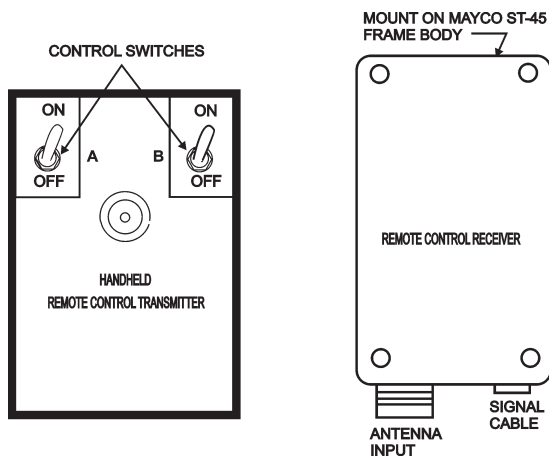 CONTROL SWITCHES
ON
OFF
A
B
ON
OFF
HANDHELD
REMOTE CONTROL TRANSMITTER
MOUNT ON MAYCO ST-45
FRAME BODY
REMOTE CONTROL RECEIVER
ANTENNA
INPUT
SIGNAL
CABLE